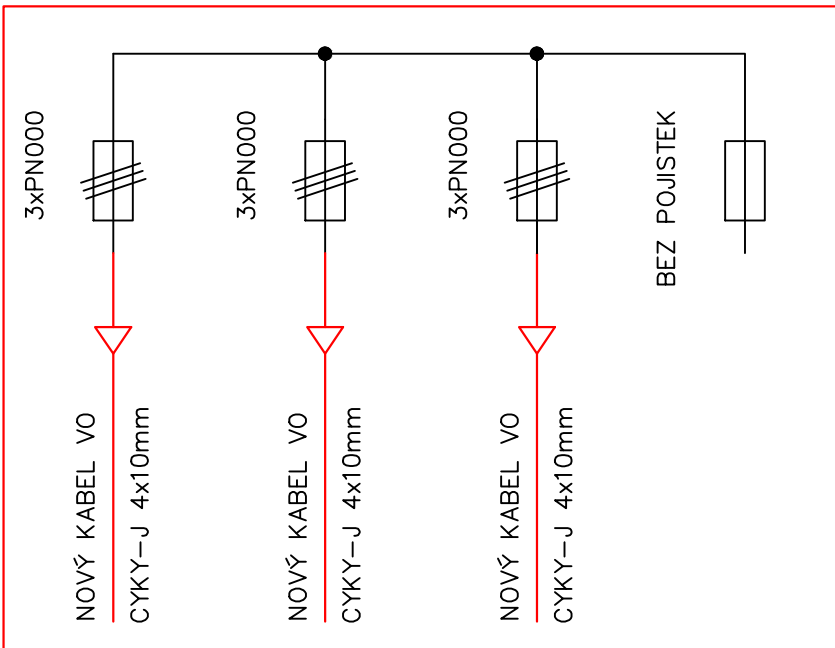 3xPN000
3xPN000
3xPN000
BEZ POJISTEK
NOVÝ KABEL VO
CYKY-J 4x10mm
NOVÝ KABEL VO
CYKY-J 4x10mm
NOVÝ KABEL VO
CYKY-J 4x10mm